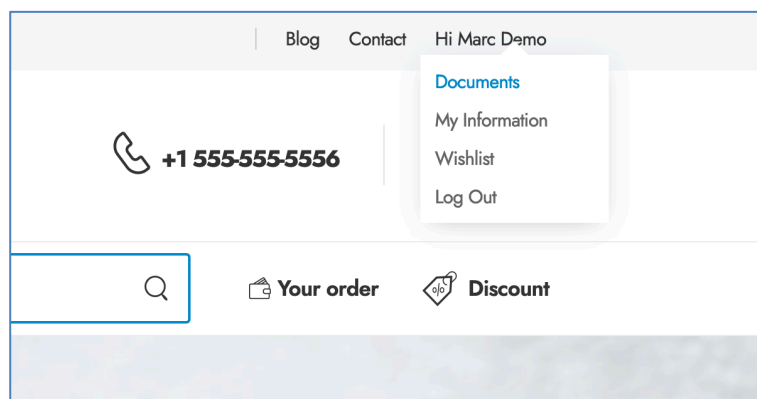 Blog Contact Hi Marc Demo
Documents
My Information
Wishlist
Log Out
+1 555-555-5556
Your order % Discount